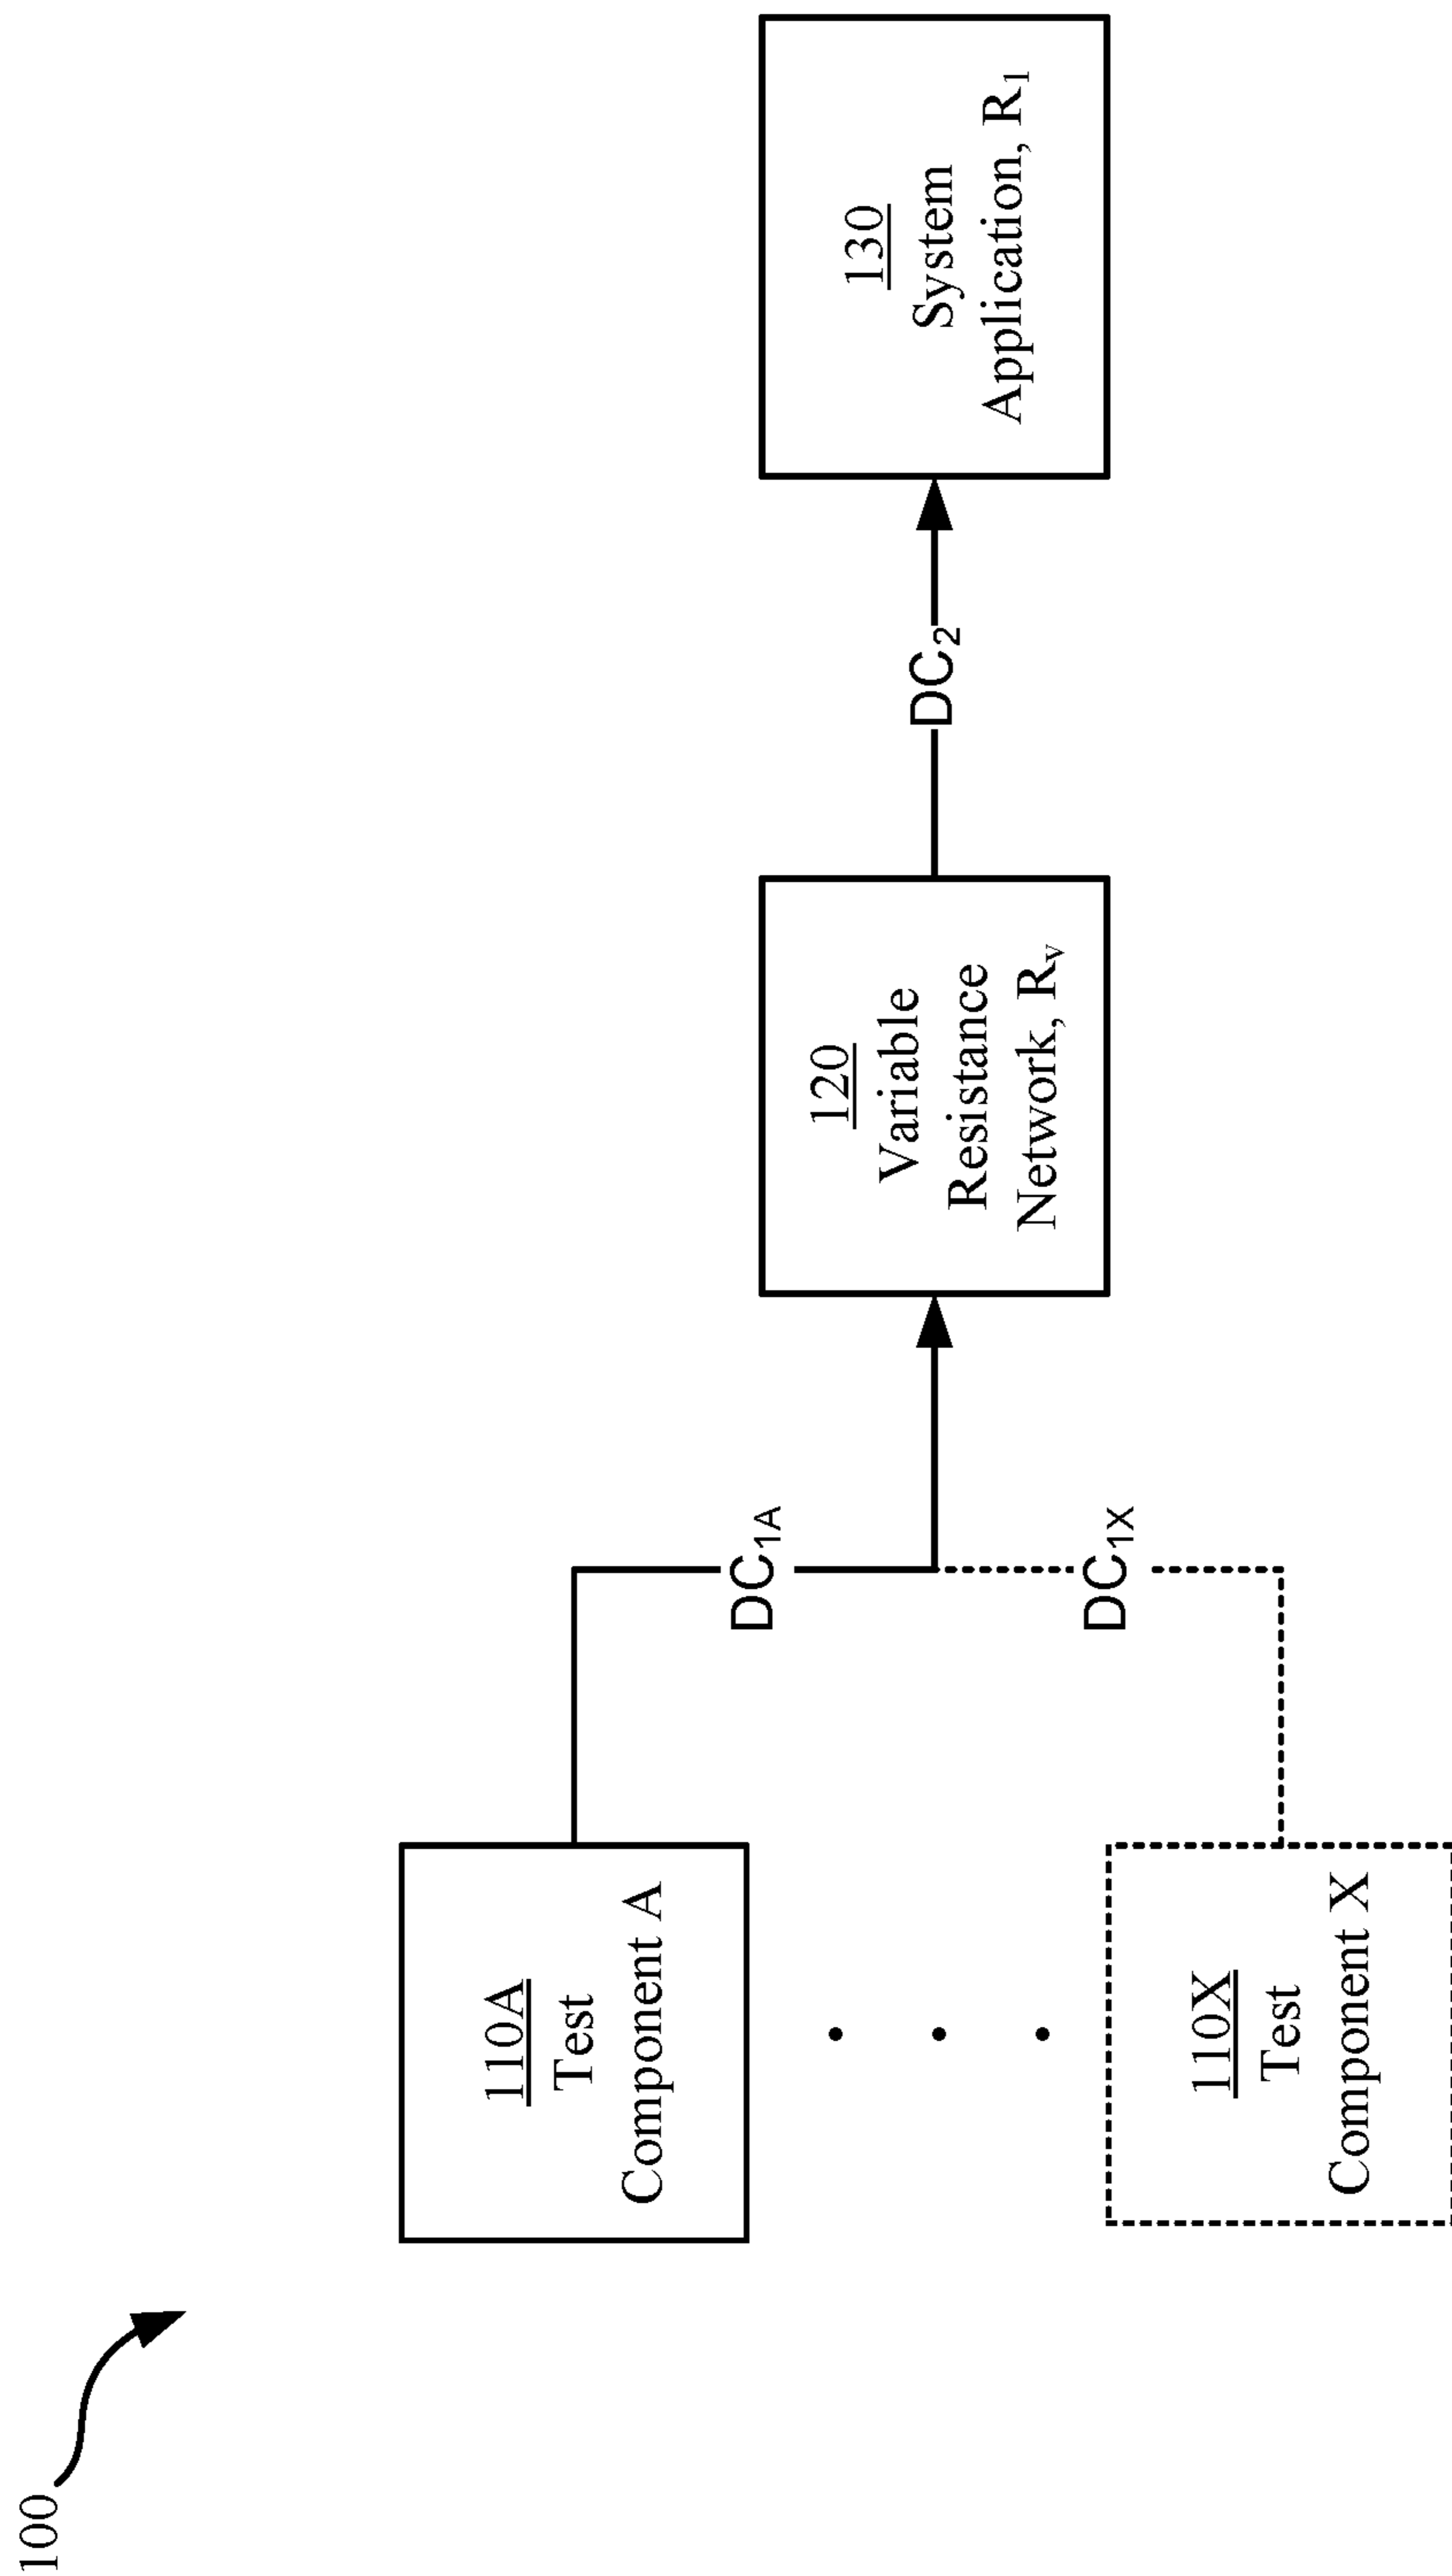 100
110A
Test
Component A
DC1A
110X
Test
Component X
DC1X
120
Variable
Resistance
Network, Rv
DC2
130
System
Application, R1